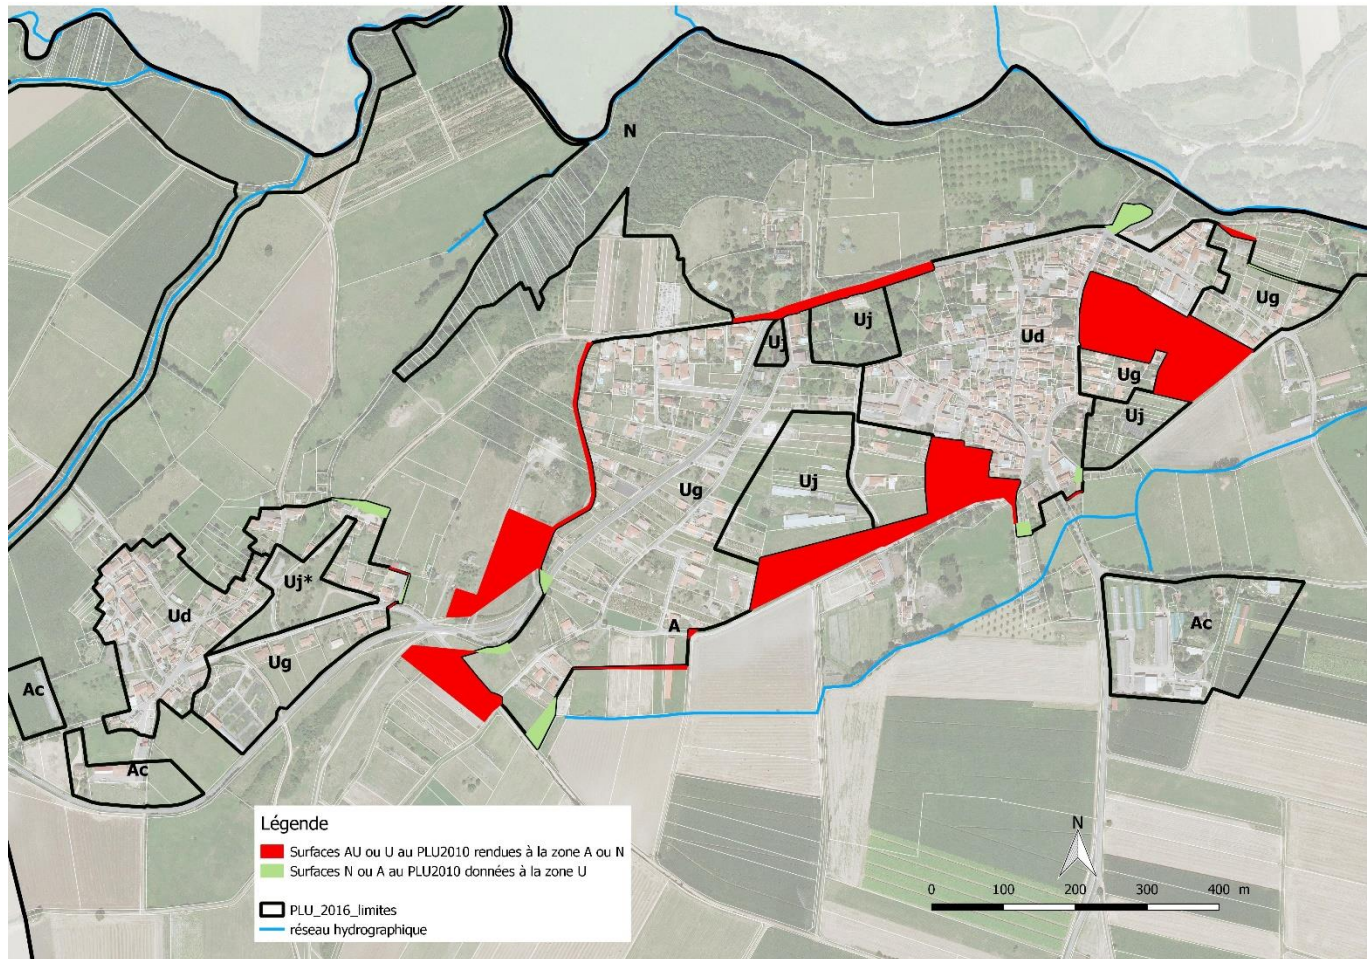 N
Ug
Uj
Uj
Ud
Ug
Uj
Ug
Uj
Uj*
Ud
A
Ac
Ug
Ac
Ac
N
Légende
Surfaces AU ou U au PLU2010 rendues à la zone A ou N
Surfaces N ou A au PLU2010 données à la zone U
PLU_2016_limites
réseau hydrographique
0 100 200 300 400 m